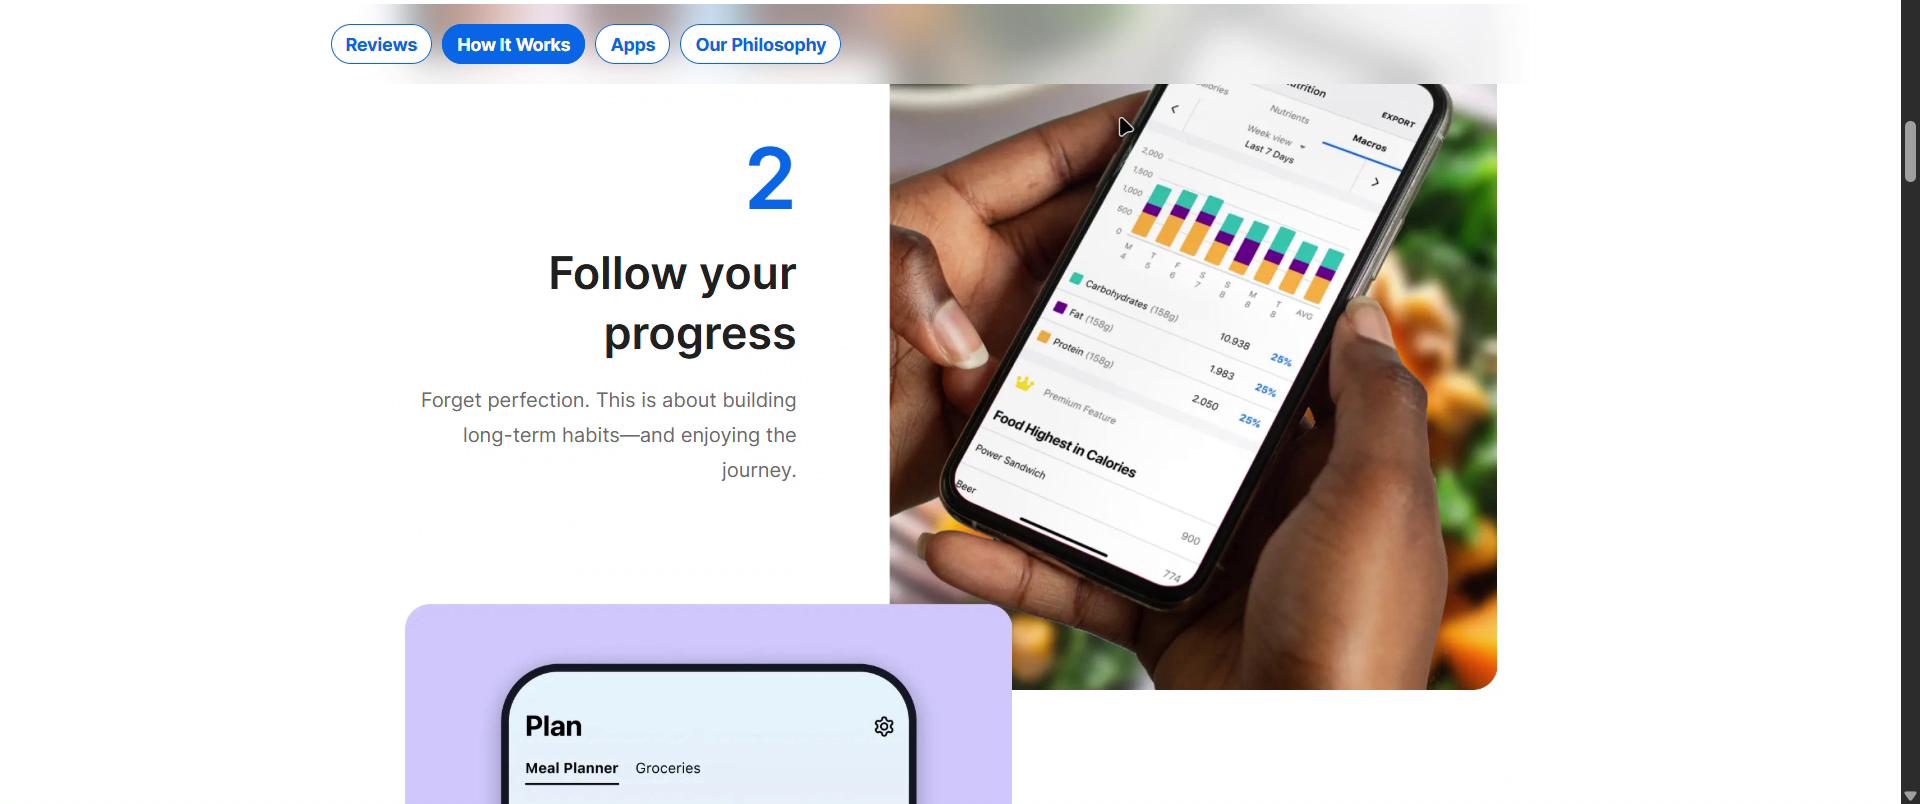 Reviews
How It Works
Apps
Our Philosophy
2
Follow your
progress
Forget perfection. This is about building
long-term habits—and enjoying the
journey.
Nutrients
Macros
EXPORT
Week view
Last 7 Days
2,000
1,500
1,000
500
0
M T F S S M T AVG
4 5 6 7 8 8 8
Carbohydrates (158g) 10.938 25%
Fat (158g) 1.983 25%
Protein (158g) 2.050 25%
Premium Feature
Food Highest in Calories
Power Sandwich 900
Beer 774
Plan
Meal Planner Groceries